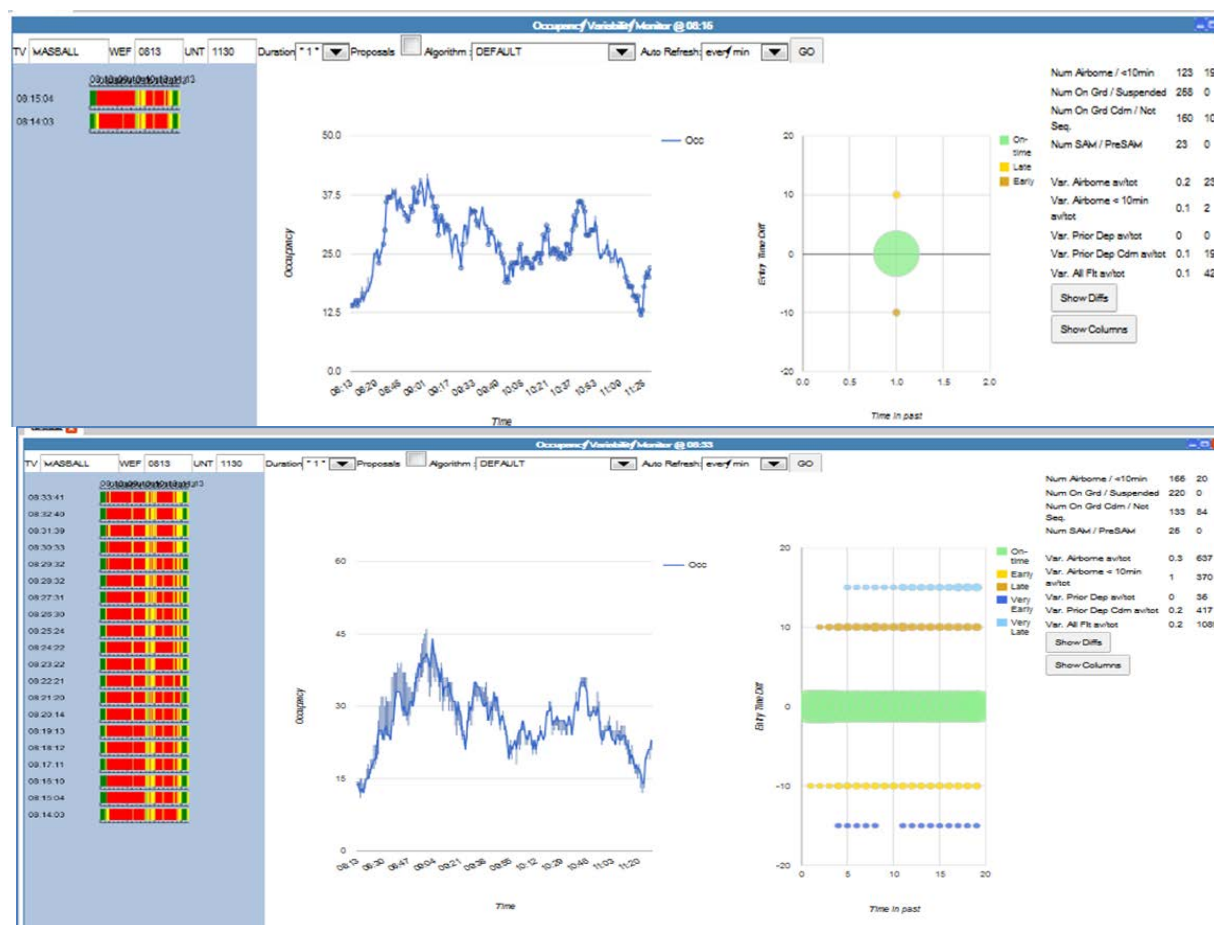 Occupancy Variability Monitor @ 08:15
TV MASBALL WEF 0813 UNT 1130 Duration " 1 " Proposals Algorithm : DEFAULT Auto Refresh: every min GO
08:15:04
08:14:03
50.0
37.5
25.0
12.5
0.0
Occupancy
Occ
08:13 08:29 08:45 09:01 09:17 09:33 09:49 10:05 10:21 10:37 10:53 11:09 11:25
Time
20
10
0
-10
-20
Entry Time Diff
0.0 0.5 1.0 1.5 2.0
Time in past
On-time
Late
Early
Num Airborne / <10min 123 19
Num On Grd / Suspended 258 0
Num On Grd Cdm / Not Seq. 150 10
Num SAM / PreSAM 23 0
Var. Airborne av/tot 0.2 23
Var. Airborne < 10min av/tot 0.1 2
Var. Prior Dep av/tot 0 0
Var. Prior Dep Cdm av/tot 0.1 19
Var. All Flt av/tot 0.1 42
Show Diffs
Show Columns
Occupancy Variability Monitor @ 08:33
TV MASBALL WEF 0813 UNT 1130 Duration " 1 " Proposals Algorithm : DEFAULT Auto Refresh: every min GO
08:33:41
08:32:40
08:31:39
08:30:33
08:29:32
08:28:32
08:27:31
08:26:30
08:25:24
08:24:22
08:23:22
08:22:21
08:21:20
08:20:14
08:19:13
08:18:12
08:17:11
08:16:10
08:15:04
08:14:03
60
45
30
15
0
Occupancy
Occ
08:13 08:30 08:47 09:04 09:21 09:38 09:55 10:12 10:29 10:46 11:03 11:20
Time
20
10
0
-10
-20
Entry Time Diff
0 5 10 15 20
Time in past
On-time
Early
Late
Very Early
Very Late
Num Airborne / <10min 166 20
Num On Grd / Suspended 220 0
Num On Grd Cdm / Not Seq. 133 84
Num SAM / PreSAM 25 0
Var. Airborne av/tot 0.3 637
Var. Airborne < 10min av/tot 1 370
Var. Prior Dep av/tot 0 36
Var. Prior Dep Cdm av/tot 0.2 417
Var. All Flt av/tot 0.2
Show Diffs
Show Columns